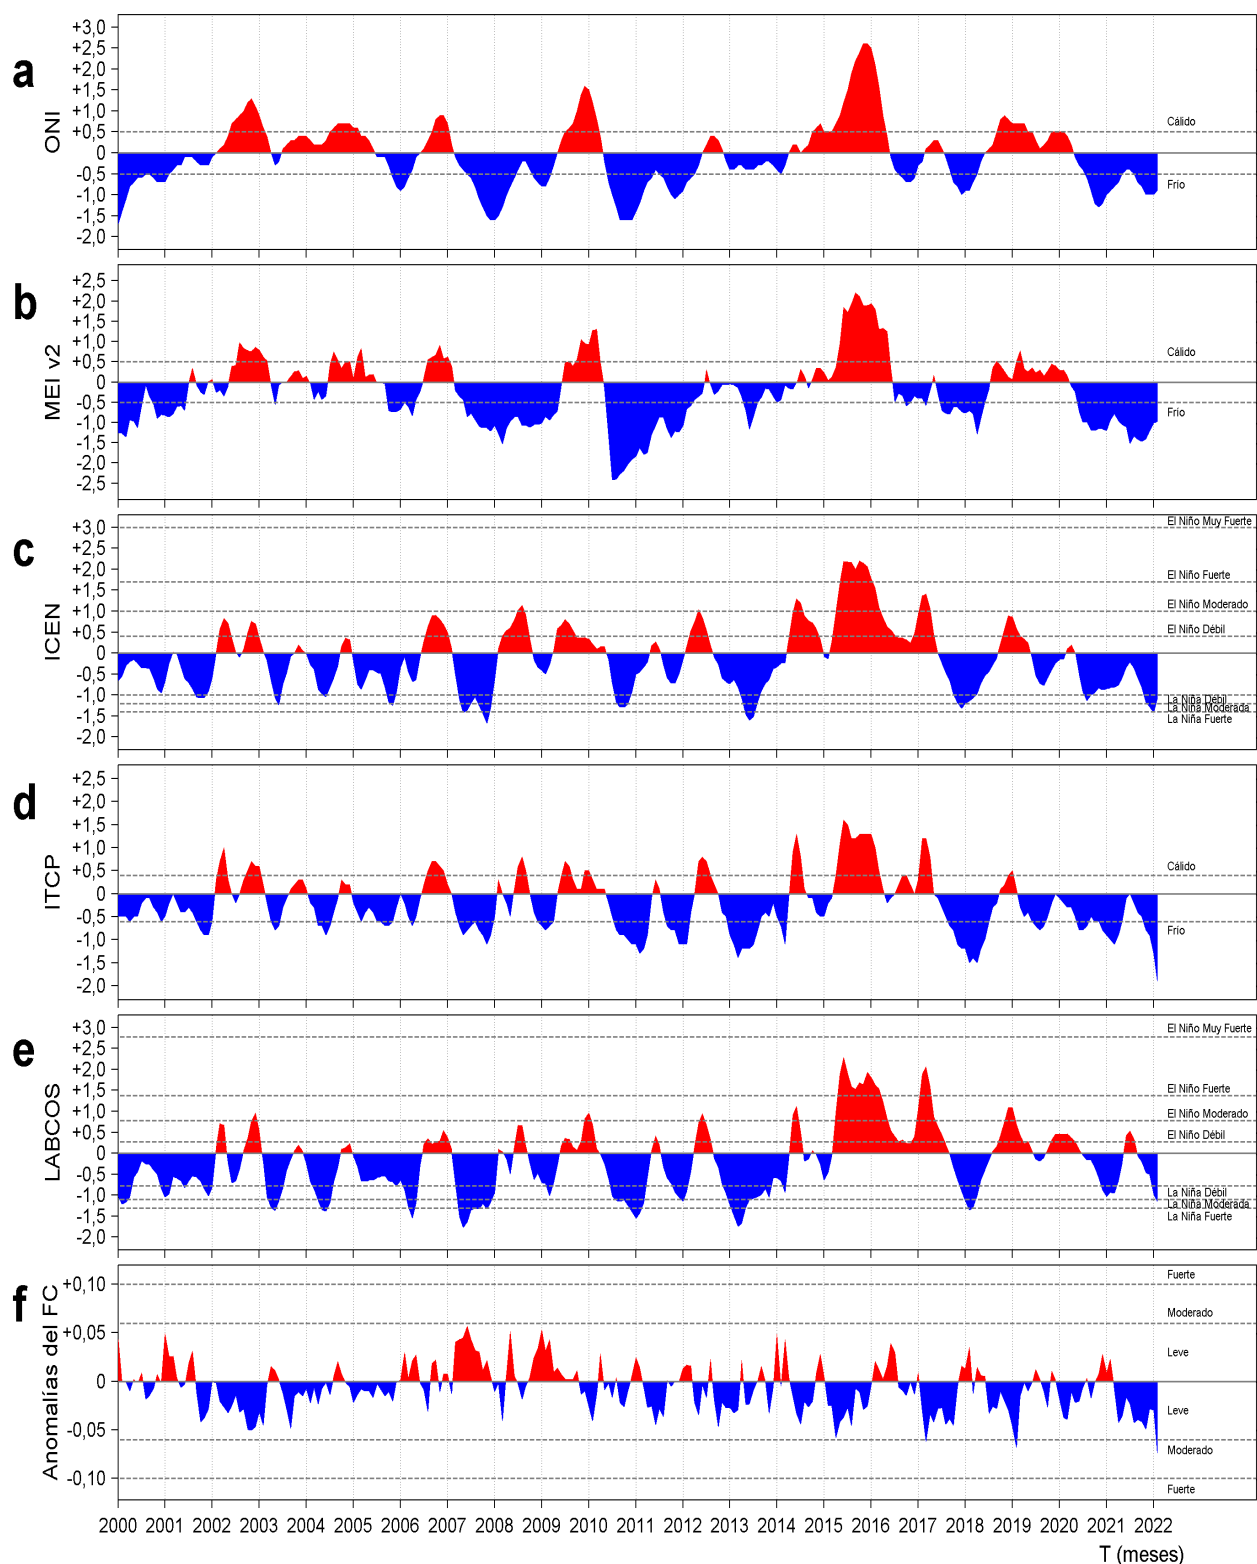 a
ONI
+3,0
+2,5
+2,0
+1,5
+1,0
+0,5
0
-0,5
-1,0
-1,5
-2,0
Cálido
Frío
b
MEI v2
+2,5
+2,0
+1,5
+1,0
+0,5
0
-0,5
-1,0
-1,5
-2,0
-2,5
Cálido
Frío
c
ICEN
+3,0
+2,5
+2,0
+1,5
+1,0
+0,5
0
-0,5
-1,0
-1,5
-2,0
El Niño Muy Fuerte
El Niño Fuerte
El Niño Moderado
El Niño Débil
La Niña Débil
La Niña Moderada
La Niña Fuerte
d
ITCP
+2,5
+2,0
+1,5
+1,0
+0,5
0
-0,5
-1,0
-1,5
-2,0
Cálido
Frío
e
LABCOS
+3,0
+2,5
+2,0
+1,5
+1,0
+0,5
0
-0,5
-1,0
-1,5
-2,0
El Niño Muy Fuerte
El Niño Fuerte
El Niño Moderado
El Niño Débil
La Niña Débil
La Niña Moderada
La Niña Fuerte
f
Anomalías del FC
+0,10
+0,05
0
-0,05
-0,10
Fuerte
Moderado
Leve
Leve
Moderado
Fuerte
2000 2001 2002 2003 2004 2005 2006 2007 2008 2009 2010 2011 2012 2013 2014 2015 2016 2017 2018 2019 2020 2021 2022
T (meses)